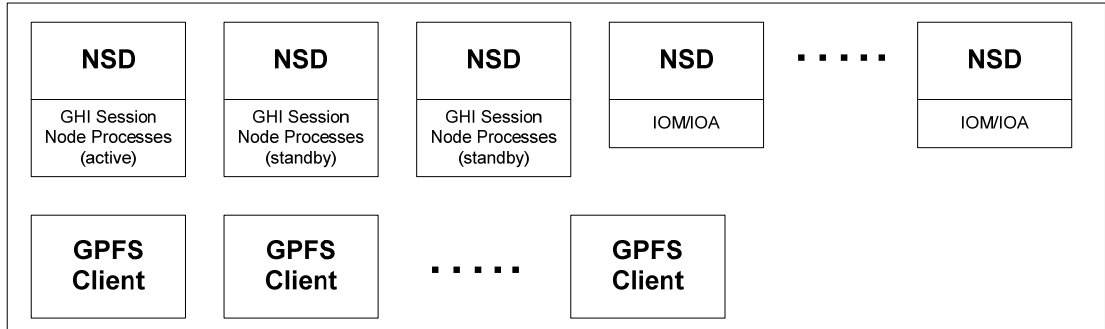 NSD
GHI Session
Node Processes
(active)
NSD
GHI Session
Node Processes
(standby)
NSD
GHI Session
Node Processes
(standby)
NSD
IOM/IOA
.....
NSD
IOM/IOA
GPFS
Client
GPFS
Client
.....
GPFS
Client